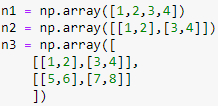 n1 = np.array([1,2,3,4])
n2 = np.array([[1,2],[3,4]])
n3 = np.array([
[[1,2],[3,4]],
[[5,6],[7,8]]
])